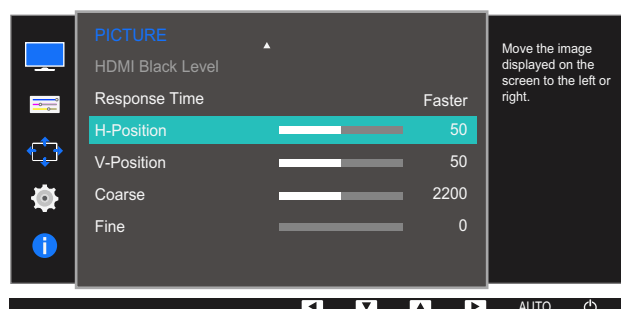 PICTURE
HDMI Black Level
Response Time Faster
H-Position 50
V-Position 50
Coarse 2200
Fine 0
Move the image
displayed on the
screen to the left or
right.
AUTO